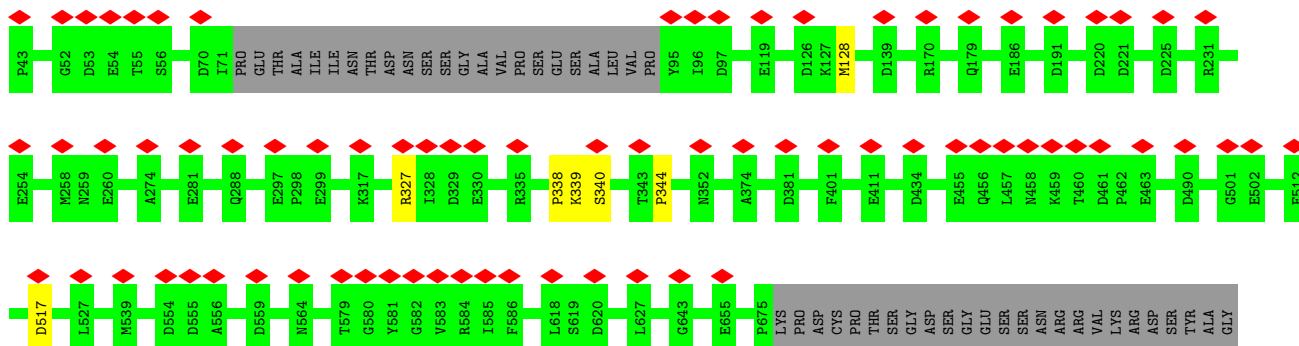 P43 G52 D53 E54 T55 S56 D70 I71 PRO GLU THR ALA ILE ILE ASN THR ASP ASN SER SER GLY ALA VAL PRO SER GLU SER ALA LEU VAL PRO Y95 I96 D97 E119 D126 K127 M128 D139 R170 Q179 E186 D191 D220 D221 D225 R231
E254 M258 N259 E260 A274 E281 Q288 E297 P298 E299 K317 R327 I328 D329 E330 R335 P338 K339 S340 T343 P344 N352 A374 D381 F401 E411 D434 E455 Q456 L457 N458 K459 T460 D461 P462 E463 D490 G501 E502
D517 L527 M539 D554 D555 A556 D559 N564 T579 G580 Y581 G582 V583 R584 I585 F586 L618 S619 D620 L627 G643 E655 P675 LYS PRO ASP CYS PRO THR SER GLY ASP SER GLY GLU SER SER ASN ARG ARG VAL LYS ARG ASP SER TYR ALA GLY